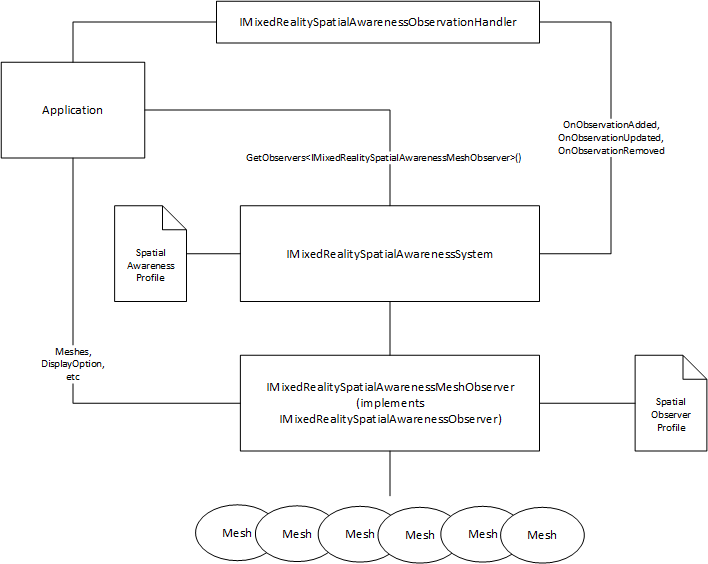 IMixedRealitySpatialAwarenessObservationHandler
Application
OnObservationAdded,
OnObservationUpdated,
OnObservationRemoved
GetObservers<IMixedRealitySpatialAwarenessMeshObserver>()
Spatial
Awareness
Profile
IMixedRealitySpatialAwarenessSystem
Meshes,
DisplayOption,
etc
IMixedRealitySpatialAwarenessMeshObserver
(implements
IMixedRealitySpatialAwarenessObserver)
Spatial
Observer
Profile
Mesh
Mesh
Mesh
Mesh
Mesh
Mesh